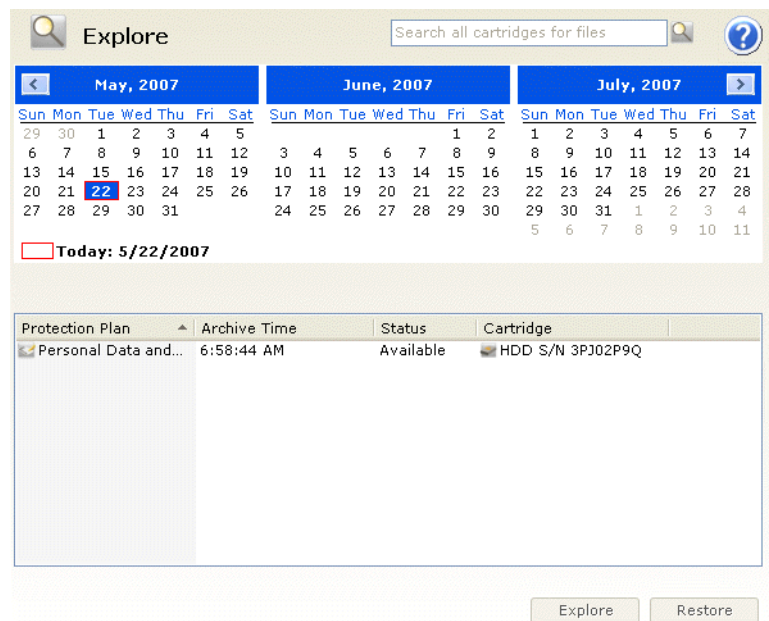 Explore
Search all cartridges for files
May, 2007 June, 2007 July, 2007
Sun Mon Tue Wed Thu Fri Sat Sun Mon Tue Wed Thu Fri Sat Sun Mon Tue Wed Thu Fri Sat
29 30 1 2 3 4 5 1 2 1 2 3 4 5 6 7
6 7 8 9 10 11 12 3 4 5 6 7 8 9 8 9 10 11 12 13 14
13 14 15 16 17 18 19 10 11 12 13 14 15 16 15 16 17 18 19 20 21
20 21 22 23 24 25 26 17 18 19 20 21 22 23 22 23 24 25 26 27 28
27 28 29 30 31 24 25 26 27 28 29 30 29 30 31 1 2 3 4
5 6 7 8 9 10 11
Today: 5/22/2007
Protection Plan Archive Time Status Cartridge
Personal Data and... 6:58:44 AM Available HDD S/N 3PJ02P9Q
Explore Restore